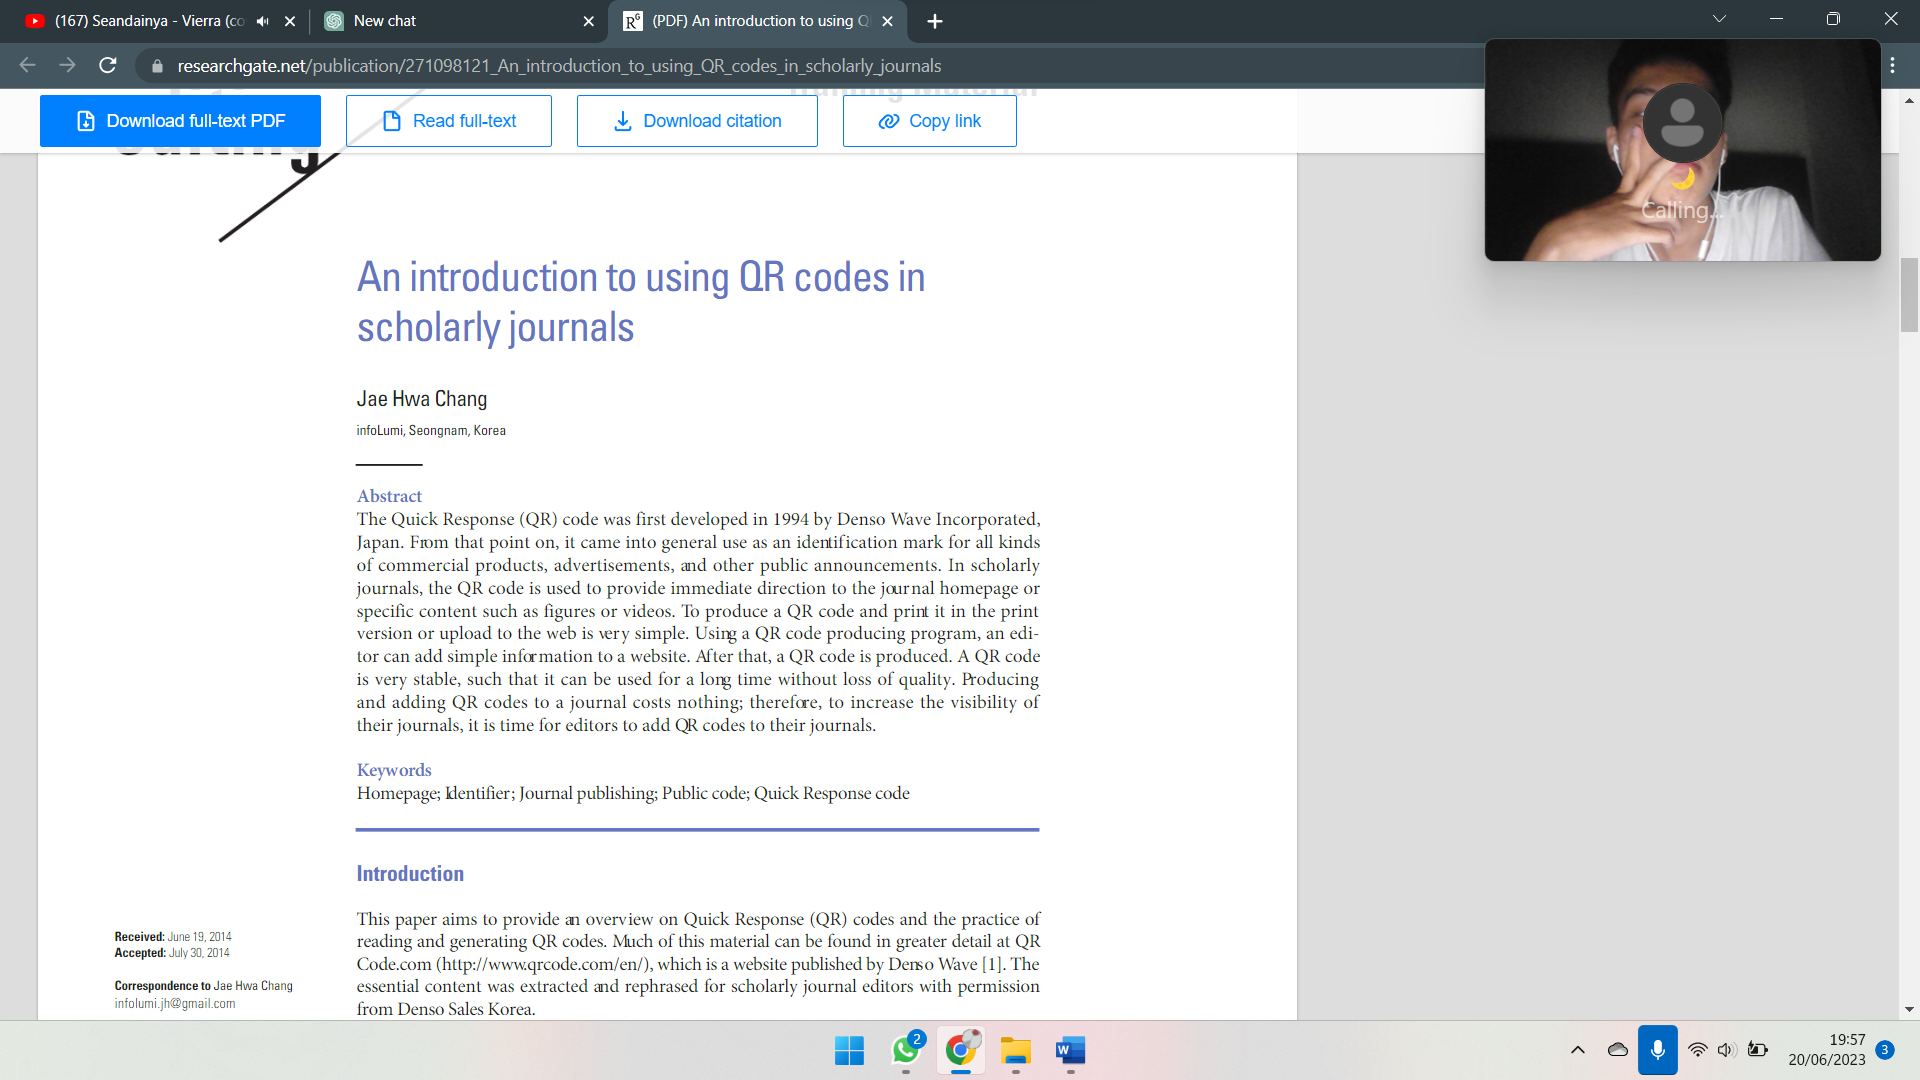 (167) Seandainya - Vierra (co
New chat
(PDF) An introduction to using Q
researchgate.net/publication/271098121_An_introduction_to_using_QR_codes_in_scholarly_journals
Download full-text PDF
Read full-text
Download citation
Copy link
Training Material
Calling...
An introduction to using QR codes in
scholarly journals
Jae Hwa Chang
infoLumi, Seongnam, Korea
Abstract
The Quick Response (QR) code was first developed in 1994 by Denso Wave Incorporated,
Japan. From that point on, it came into general use as an identification mark for all kinds
of commercial products, advertisements, and other public announcements. In scholarly
journals, the QR code is used to provide immediate direction to the journal homepage or
specific content such as figures or videos. To produce a QR code and print it in the print
version or upload to the web is very simple. Using a QR code producing program, an edi-
tor can add simple information to a website. After that, a QR code is produced. A QR code
is very stable, such that it can be used for a long time without loss of quality. Producing
and adding QR codes to a journal costs nothing; therefore, to increase the visibility of
their journals, it is time for editors to add QR codes to their journals.
Keywords
Homepage; Identifier; Journal publishing; Public code; Quick Response code
Introduction
This paper aims to provide an overview on Quick Response (QR) codes and the practice of
reading and generating QR codes. Much of this material can be found in greater detail at QR
Code.com (http://www.qrcode.com/en/), which is a website published by Denso Wave [1]. The
essential content was extracted and rephrased for scholarly journal editors with permission
from Denso Sales Korea.
Received: June 19, 2014
Accepted: July 30, 2014
Correspondence to Jae Hwa Chang
infolumi.jh@gmail.com
2
19:57
20/06/2023
3